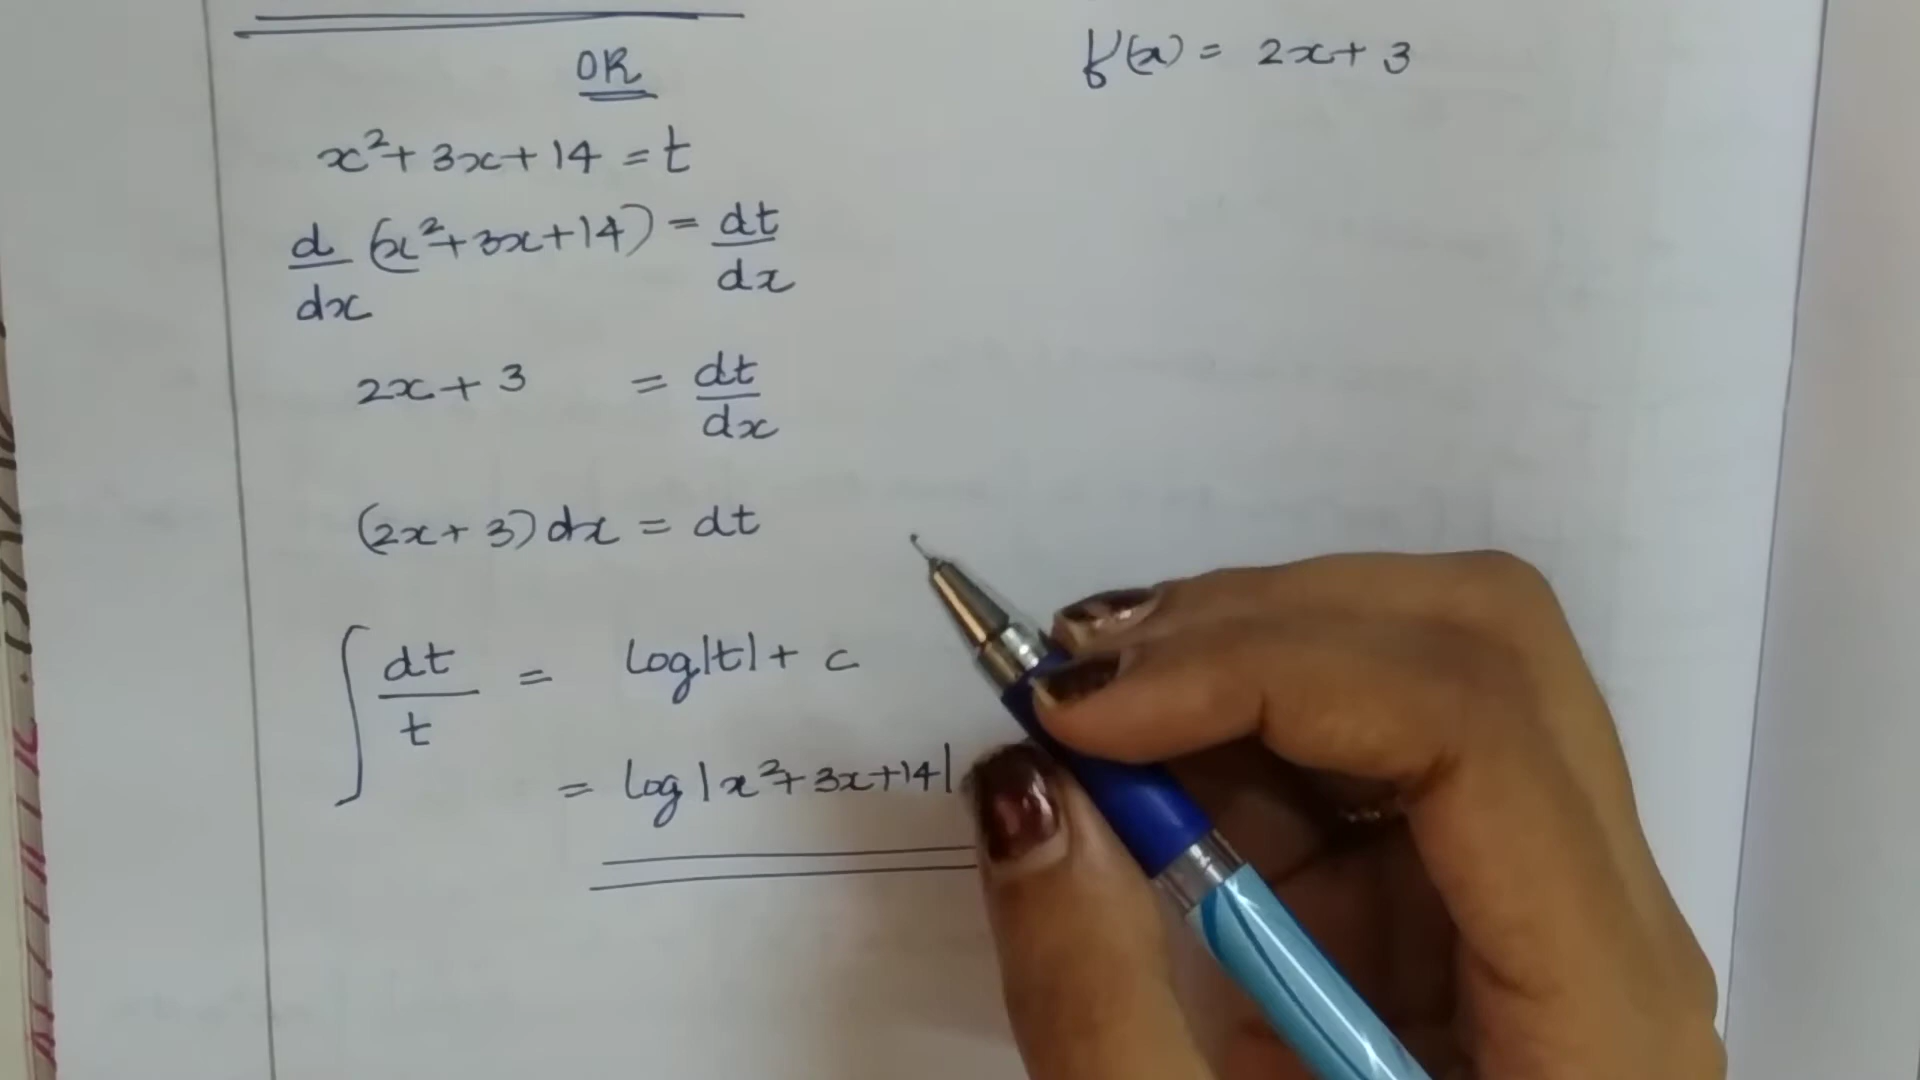 OR
x² + 3x + 14 = t
d/dx (x² + 3x + 14) = dt/dx
2x + 3 = dt/dx
(2x + 3) dx = dt
∫ dt/t = log|t| + c
= log |x² + 3x + 14|
f'(x) = 2x + 3